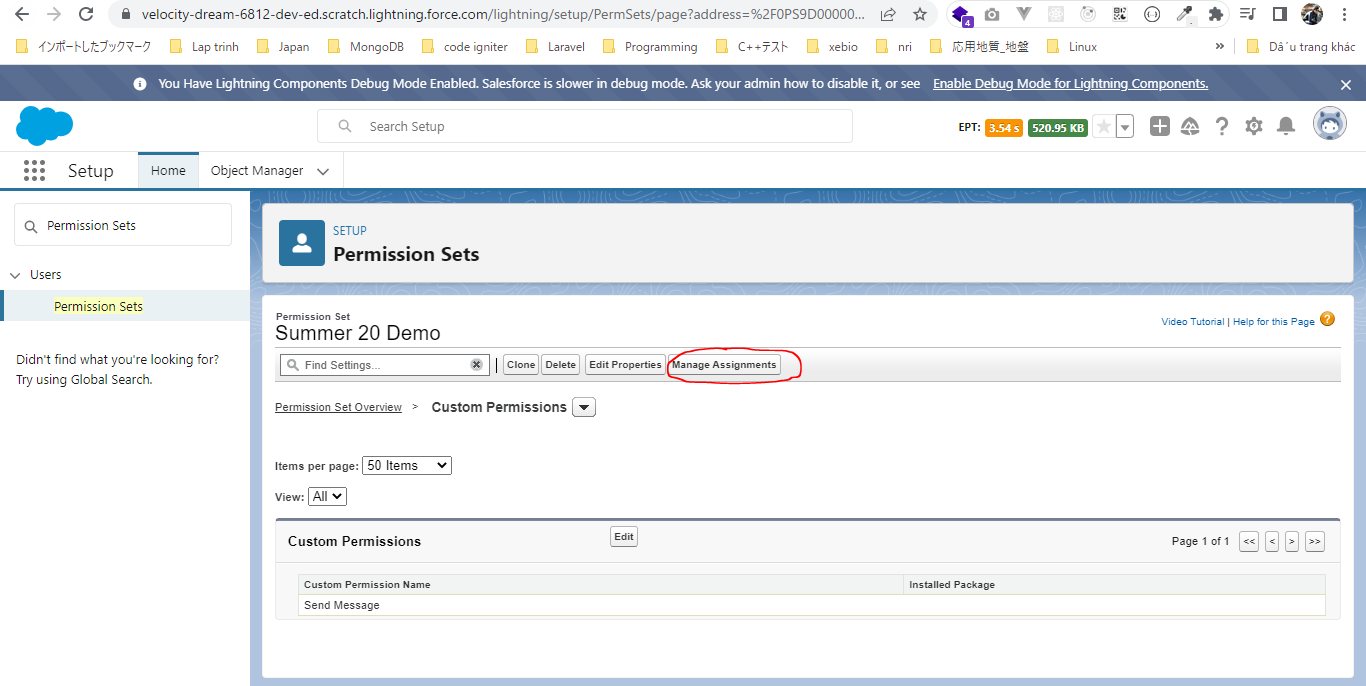 velocity-dream-6812-dev-ed.scratch.lightning.force.com/lightning/setup/PermSets/page?address=%2F0PS9D00000...
4
インポートしたブックマーク Lap trinh Japan MongoDB code igniter Laravel Programming C++テスト xebio nri 応用地質_地盤 Linux » Dấu trang khác
You Have Lightning Components Debug Mode Enabled. Salesforce is slower in debug mode. Ask your admin how to disable it, or see Enable Debug Mode for Lightning Components.
Search Setup
EPT: 3.54 s 520.95 KB
Setup Home Object Manager
Permission Sets
Users
Permission Sets
Didn't find what you're looking for?
Try using Global Search.
SETUP
Permission Sets
Permission Set
Summer 20 Demo
Video Tutorial | Help for this Page ?
Find Settings... | Clone Delete Edit Properties Manage Assignments
Permission Set Overview > Custom Permissions
Items per page: 50 Items
View: All
Custom Permissions Edit Page 1 of 1 << < > >>
Custom Permission Name Installed Package
Send Message